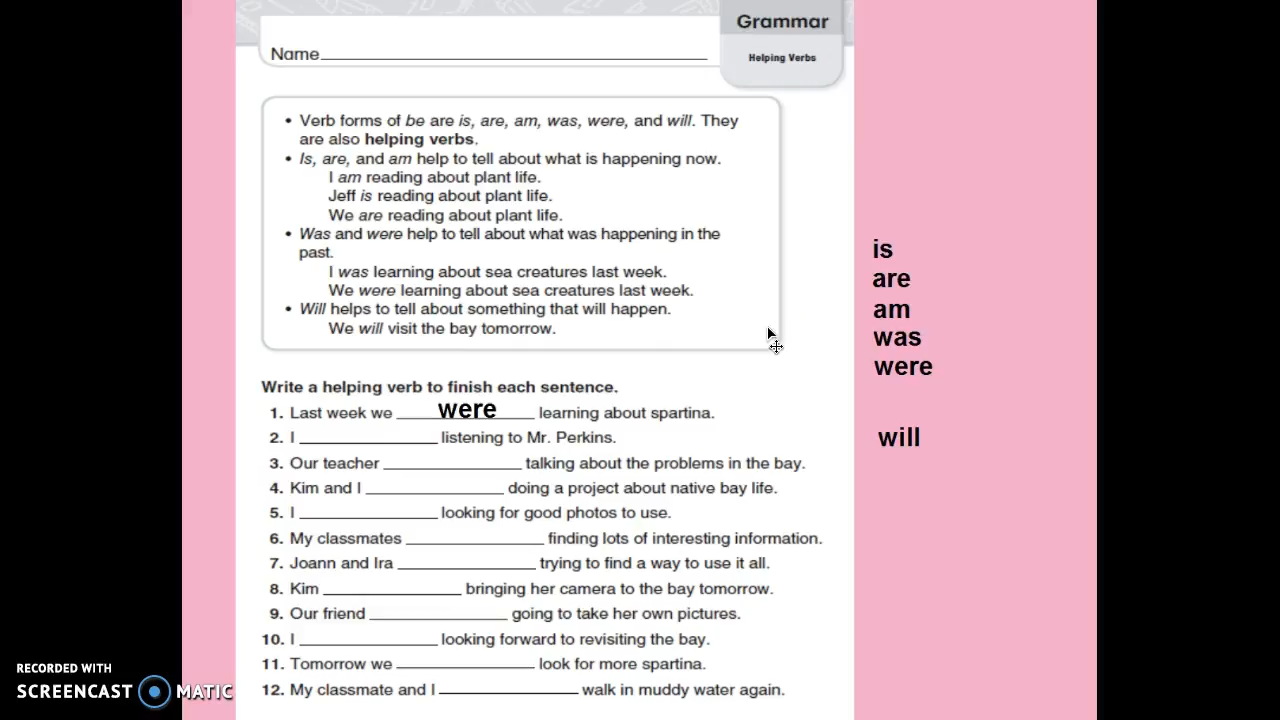 Grammar
Helping Verbs
Name
• Verb forms of be are is, are, am, was, were, and will. They
are also helping verbs.
• Is, are, and am help to tell about what is happening now.
I am reading about plant life.
Jeff is reading about plant life.
We are reading about plant life.
• Was and were help to tell about what was happening in the
past.
I was learning about sea creatures last week.
We were learning about sea creatures last week.
• Will helps to tell about something that will happen.
We will visit the bay tomorrow.
is
are
am
was
were
will
Write a helping verb to finish each sentence.
1. Last week we were learning about spartina.
2. I ____________ listening to Mr. Perkins.
3. Our teacher ____________ talking about the problems in the bay.
4. Kim and I ____________ doing a project about native bay life.
5. I ____________ looking for good photos to use.
6. My classmates ____________ finding lots of interesting information.
7. Joann and Ira ____________ trying to find a way to use it all.
8. Kim ____________ bringing her camera to the bay tomorrow.
9. Our friend ____________ going to take her own pictures.
10. I ____________ looking forward to revisiting the bay.
11. Tomorrow we ____________ look for more spartina.
12. My classmate and I ____________ walk in muddy water again.
RECORDED WITH
SCREENCAST MATIC